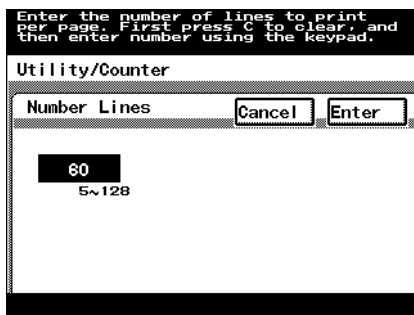 Enter the number of lines to print
per page. First press C to clear, and
then enter number using the keypad.
Utility/Counter
Number Lines
Cancel Enter
60
5~128